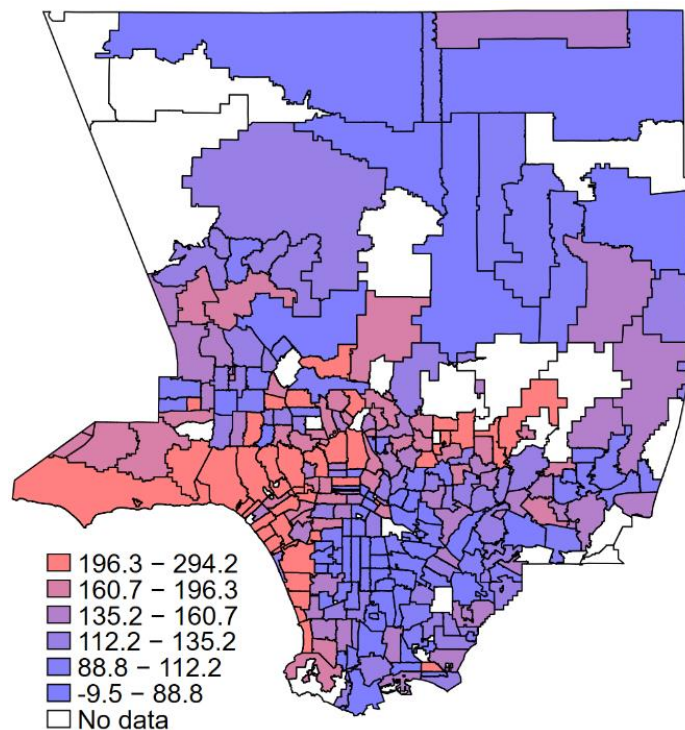 196.3 – 294.2
160.7 – 196.3
135.2 – 160.7
112.2 – 135.2
88.8 – 112.2
-9.5 – 88.8
No data